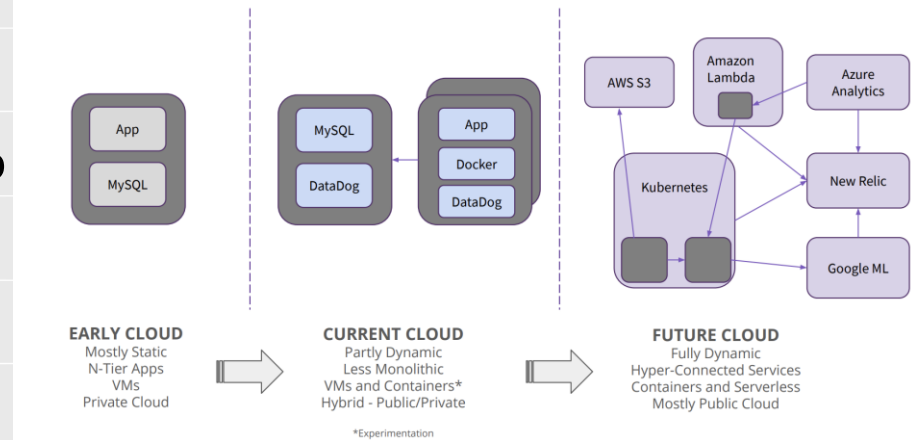 App
MySQL
MySQL
DataDog
App
Docker
DataDog
AWS S3
Amazon
Lambda
Azure
Analytics
Kubernetes
New Relic
Google ML
EARLY CLOUD
Mostly Static
N-Tier Apps
VMs
Private Cloud
CURRENT CLOUD
Partly Dynamic
Less Monolithic
VMs and Containers*
Hybrid - Public/Private
*Experimentation
FUTURE CLOUD
Fully Dynamic
Hyper-Connected Services
Containers and Serverless
Mostly Public Cloud